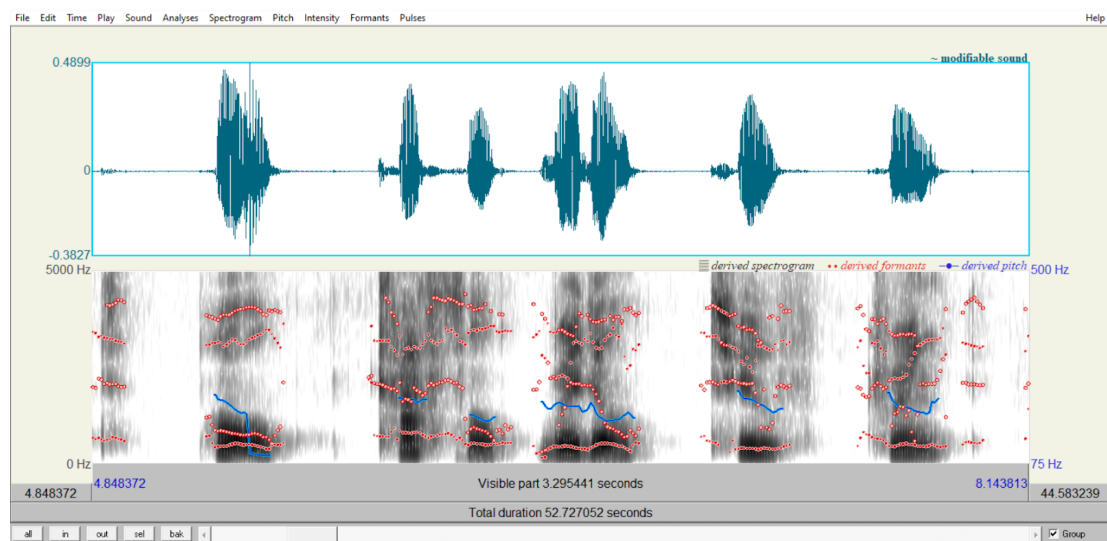 File Edit Time Play Sound Analyses Spectrogram Pitch Intensity Formants Pulses Help
~ modifiable sound
0.4899
0
-0.3827
derived spectrogram derived formants derived pitch
5000 Hz 500 Hz
0 Hz 75 Hz
4.848372 4.848372 Visible part 3.295441 seconds 8.143813 44.583239
Total duration 52.727052 seconds
all in out sel bak Group